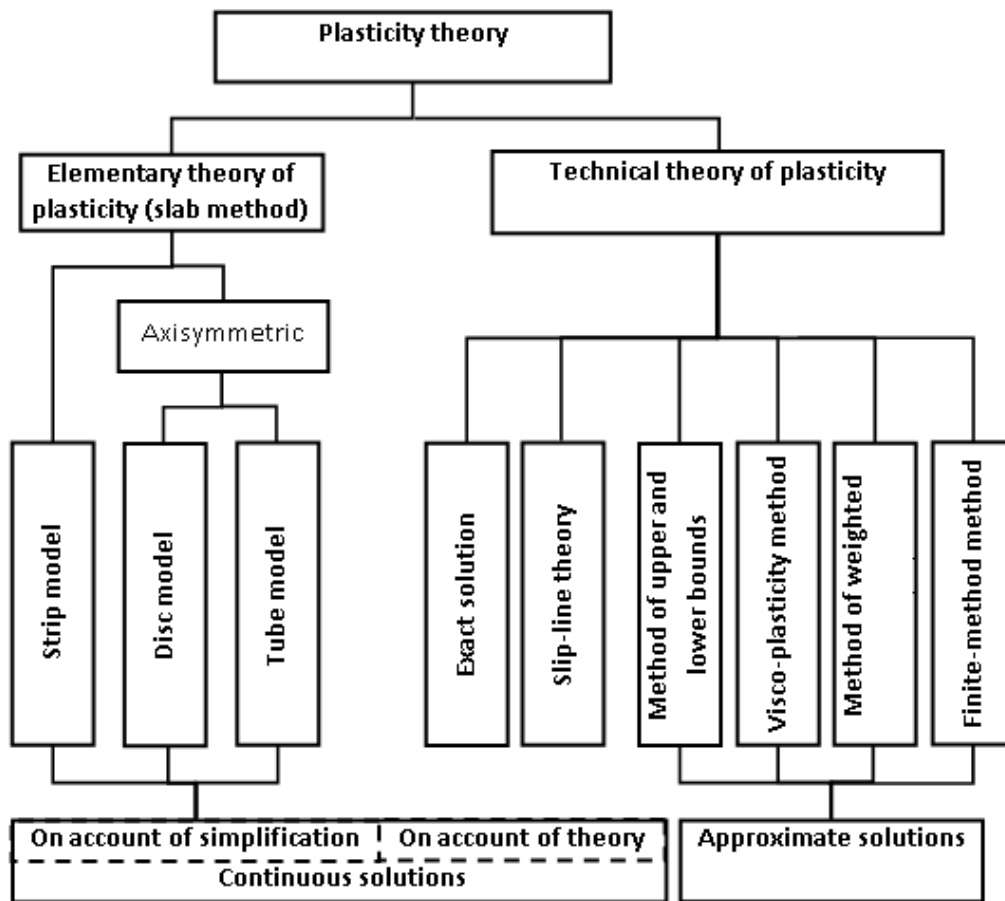 Plasticity theory
Elementary theory of
plasticity (slab method)
Technical theory of plasticity
Axisymmetric
Strip model
Disc model
Tube model
Exact solution
Slip-line theory
Method of upper and
lower bounds
Visco-plasticity method
Method of weighted
Finite-method method
On account of simplification
On account of theory
Continuous solutions
Approximate solutions